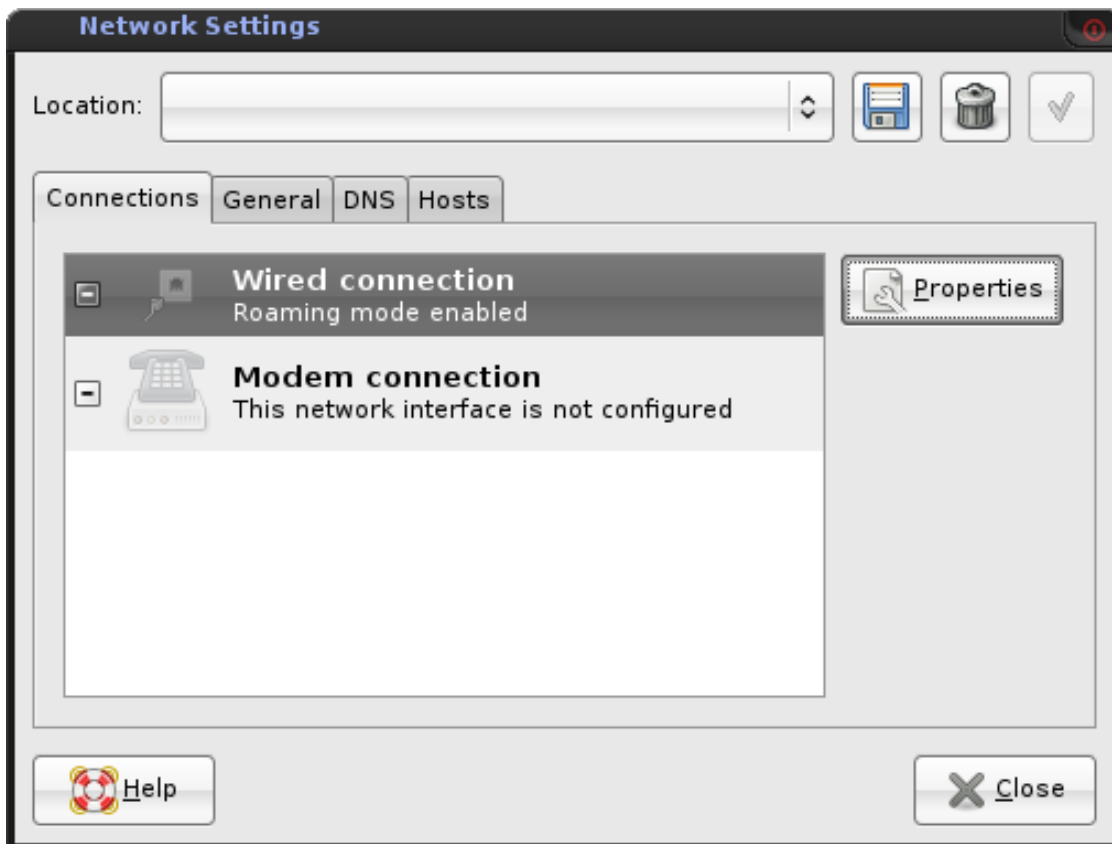 Network Settings
Location:
Connections General DNS Hosts
Wired connection
Roaming mode enabled
Properties
Modem connection
This network interface is not configured
Help
Close